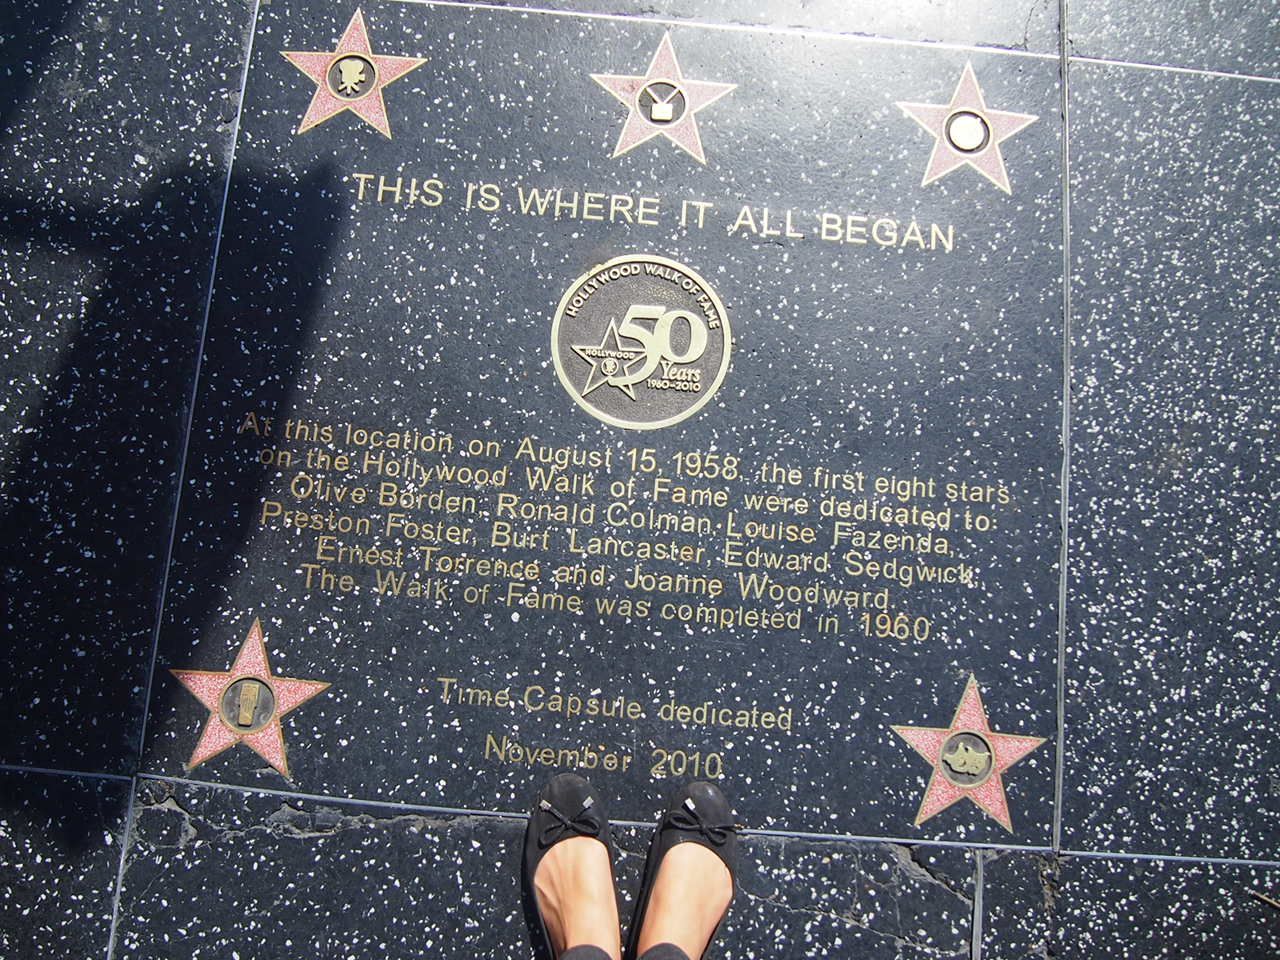 THIS IS WHERE IT ALL BEGAN
HOLLYWOOD WALK OF FAME
50
HOLLYWOOD
Years
1960-2010
At this location on August 15, 1958, the first eight stars
on the Hollywood Walk of Fame were dedicated to:
Olive Borden, Ronald Colman, Louise Fazenda,
Preston Foster, Burt Lancaster, Edward Sedgwick,
Ernest Torrence and Joanne Woodward.
The Walk of Fame was completed in 1960
Time Capsule dedicated
November 2010